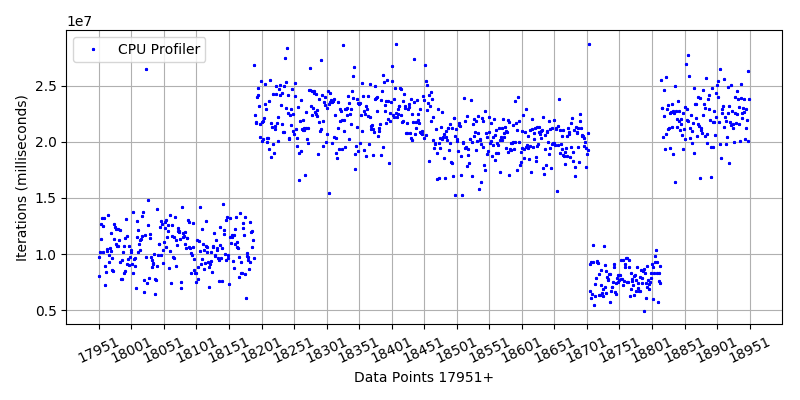 1e7
CPU Profiler
2.5
2.0
1.5
1.0
0.5
Iterations (milliseconds)
17951 18001 18051 18101 18151 18201 18251 18301 18351 18401 18451 18501 18551 18601 18651 18701 18751 18801 18851 18901 18951
Data Points 17951+